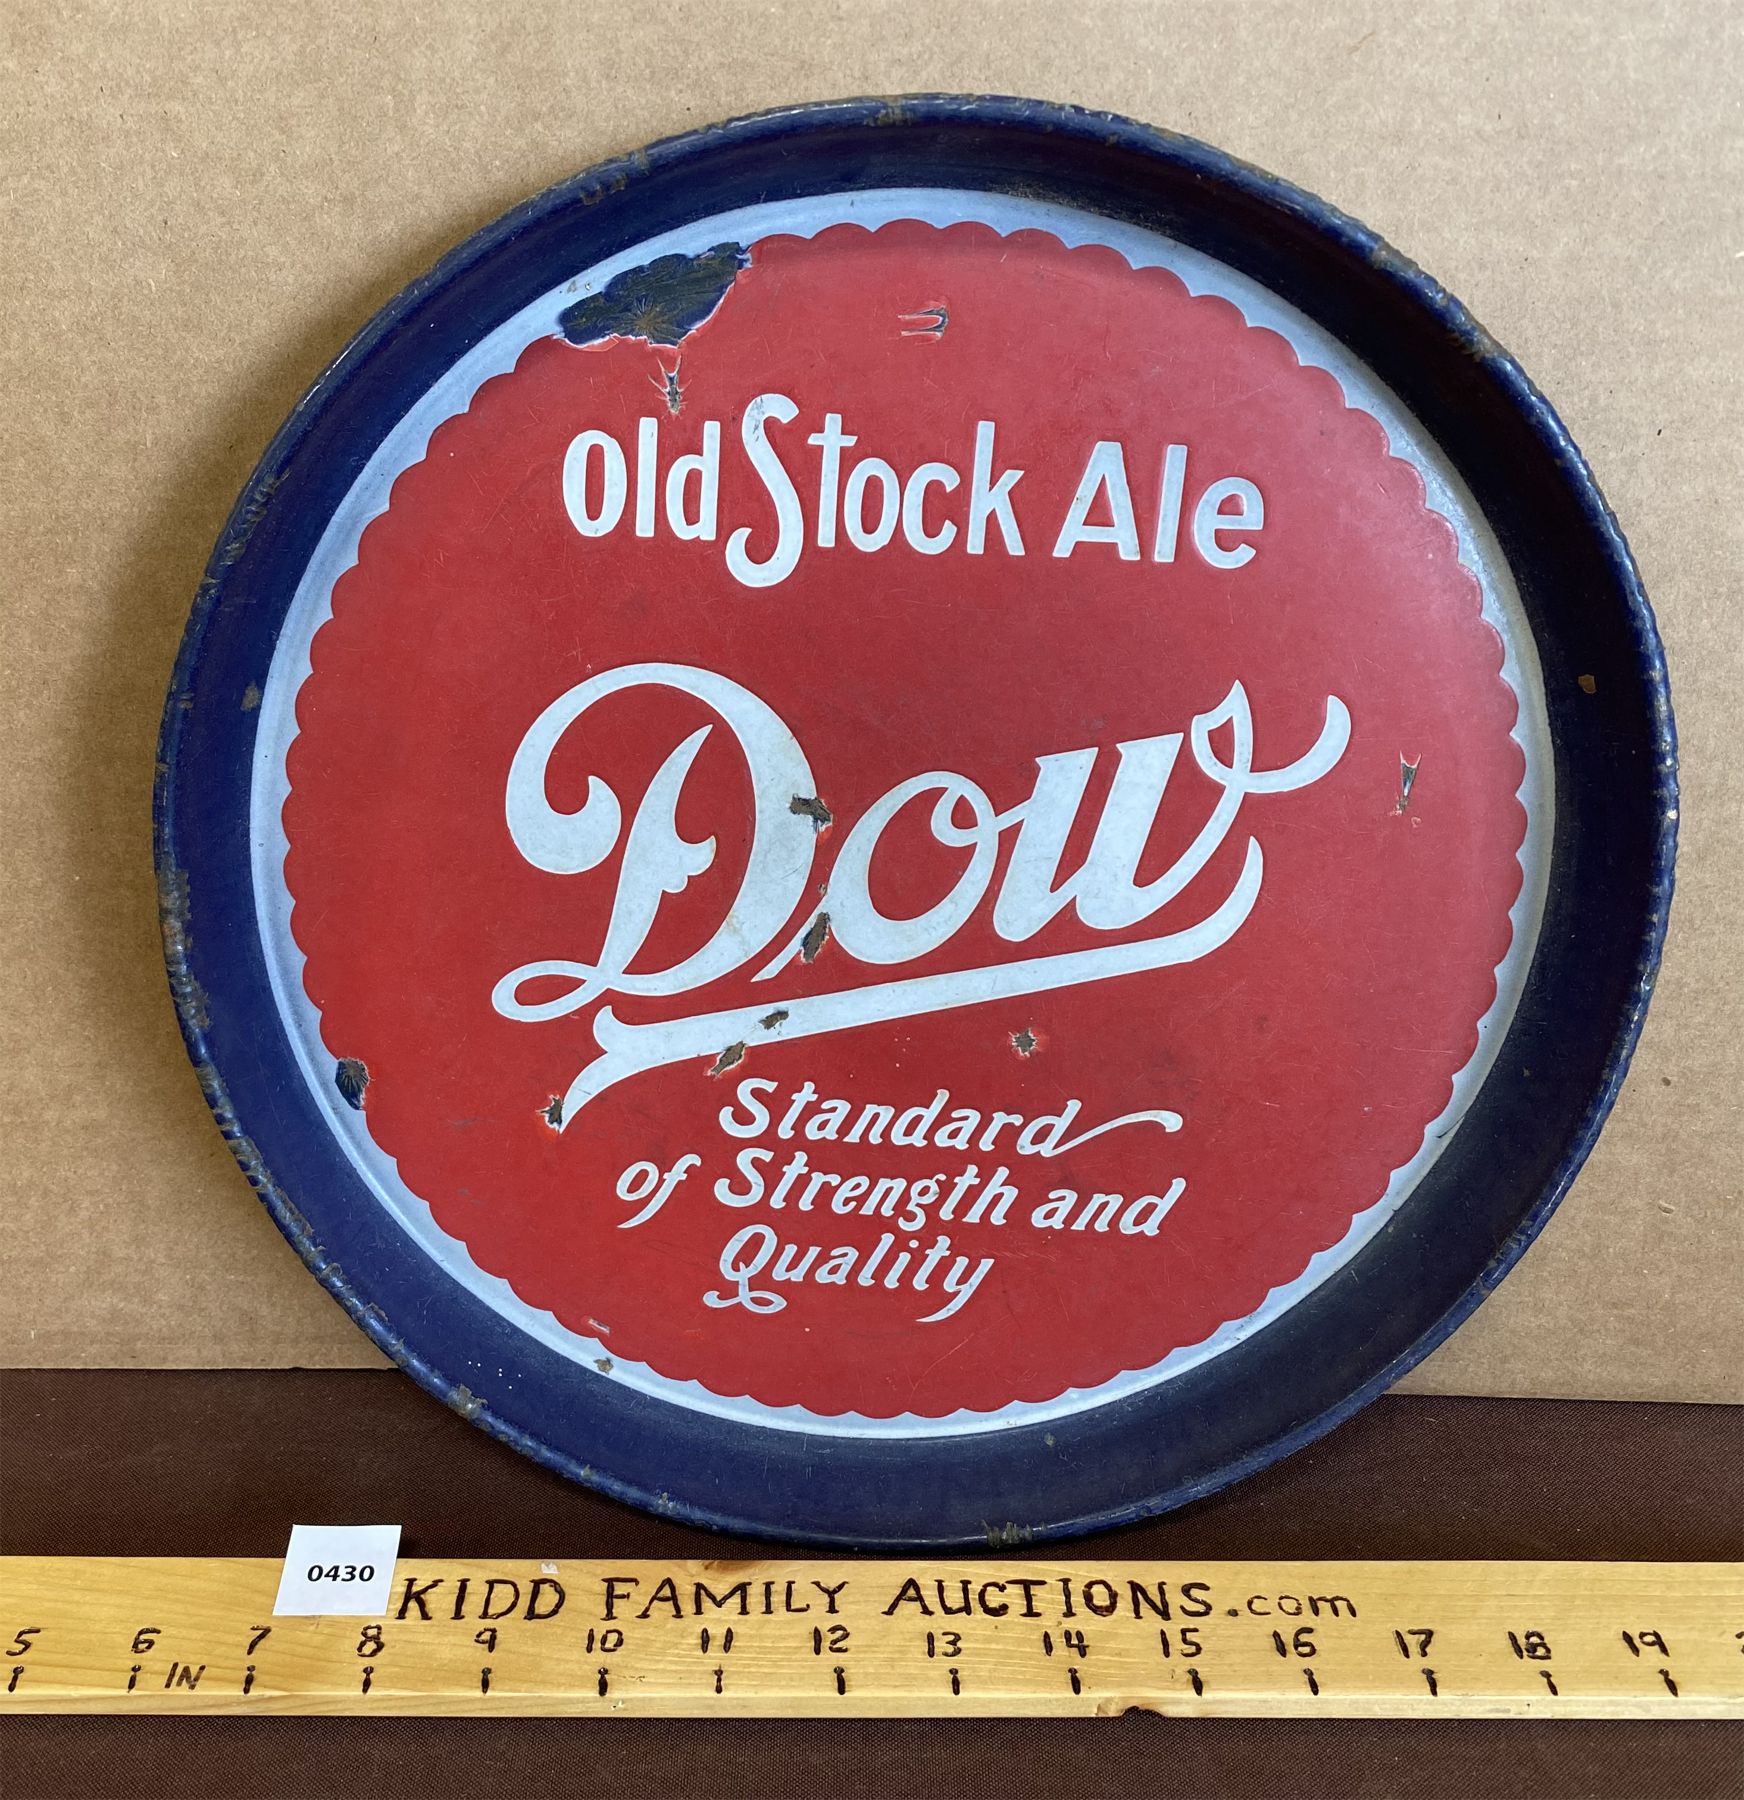 Old Stock Ale
Dow
Standard
of Strength and
Quality
0430
KIDD FAMILY AUCTIONS.com
5 6 7 8 9 10 11 12 13 14 15 16 17 18 19
IN